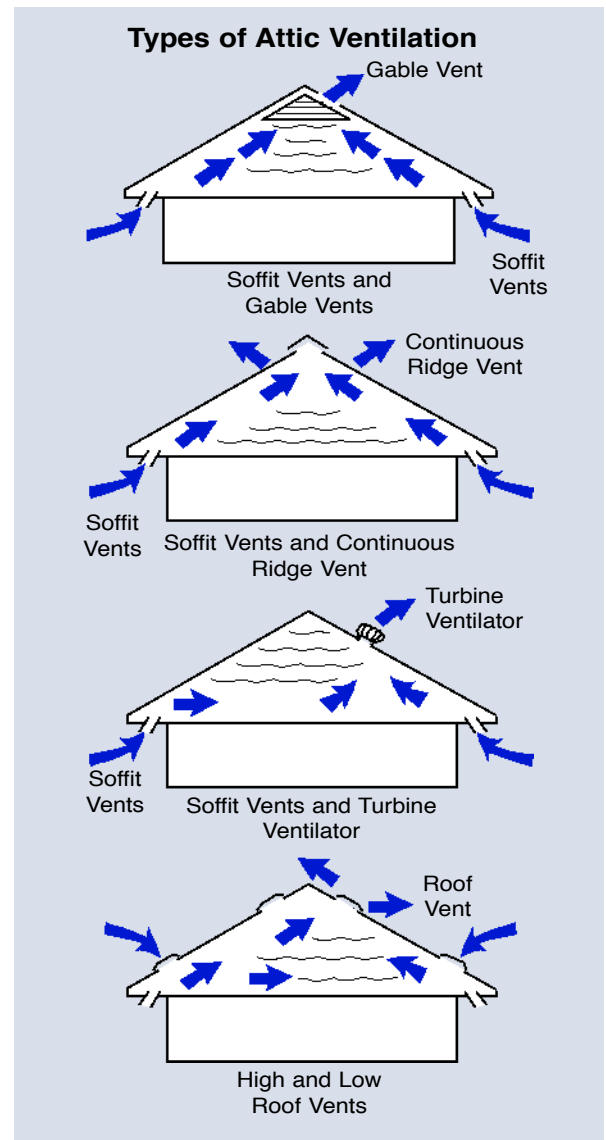 Types of Attic Ventilation
Gable Vent
Soffit
Vents
Soffit Vents and
Gable Vents
Continuous
Ridge Vent
Soffit
Vents
Soffit Vents and Continuous
Ridge Vent
Turbine
Ventilator
Soffit
Vents
Soffit Vents and Turbine
Ventilator
Roof
Vent
High and Low
Roof Vents